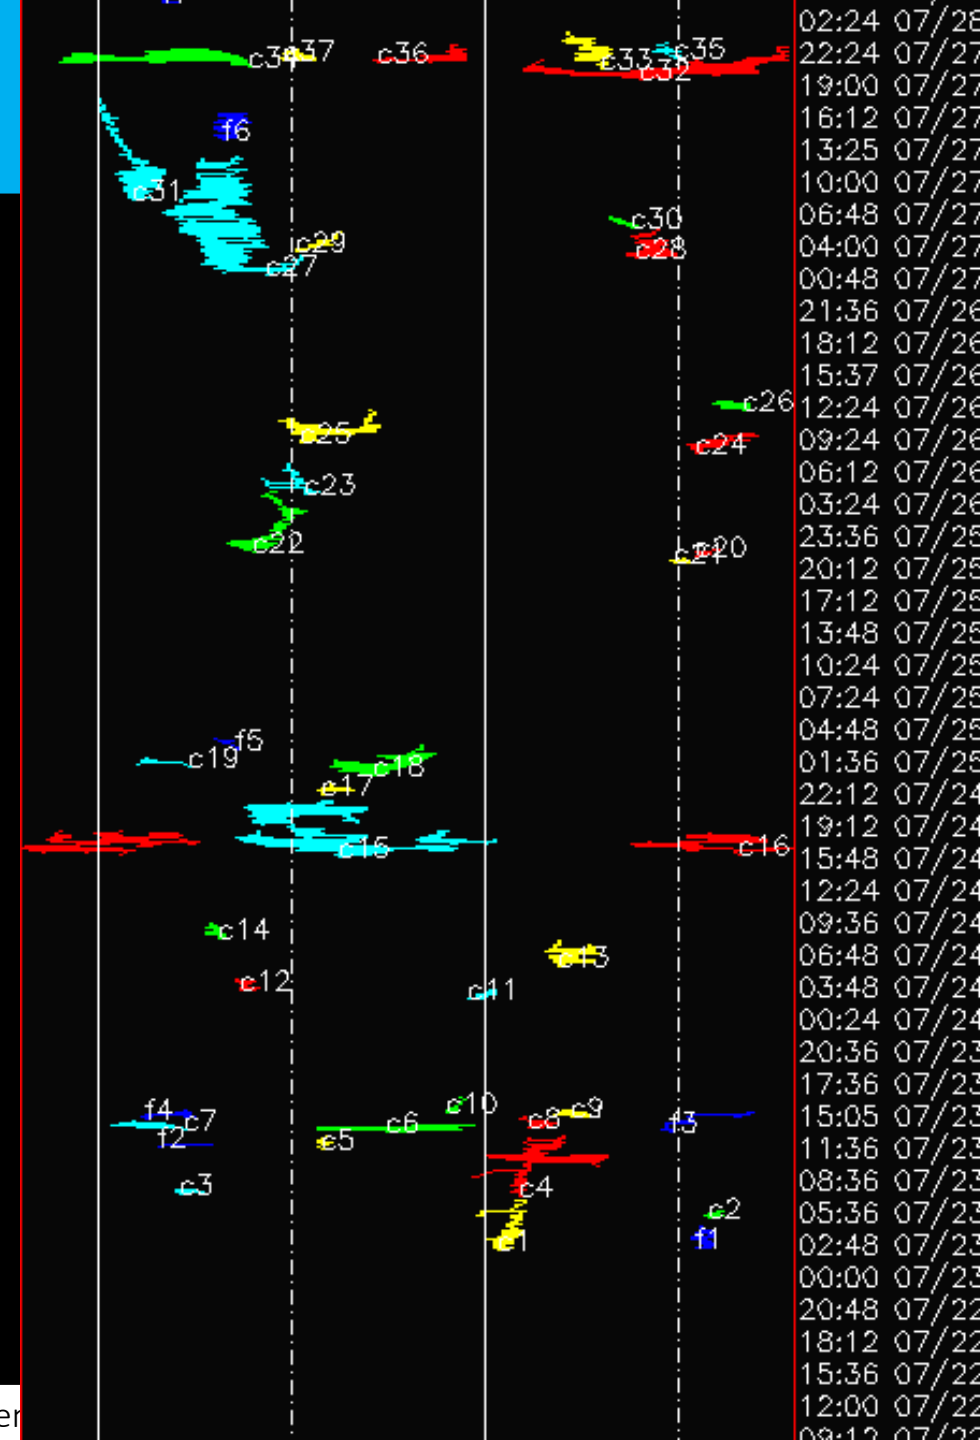 02:24 07/28
c37 c36 c35 22:24 07/27
c33 c32 19:00 07/27
16:12 07/27
f6 13:25 07/27
c31 10:00 07/27
c30 06:48 07/27
c29 c28 04:00 07/27
c27 00:48 07/27
21:36 07/26
18:12 07/26
15:37 07/26
c26 12:24 07/26
c25 c24 09:24 07/26
c23 06:12 07/26
03:24 07/26
c22 c20 23:36 07/25
c21 20:12 07/25
17:12 07/25
13:48 07/25
10:24 07/25
07:24 07/25
f5 04:48 07/25
c19 c18 01:36 07/25
c17 22:12 07/24
19:12 07/24
c15 c16 15:48 07/24
12:24 07/24
c14 09:36 07/24
c13 06:48 07/24
c12 c11 03:48 07/24
00:24 07/24
20:36 07/23
17:36 07/23
f4 c7 c10 c8 c9 f3 15:05 07/23
f2 c5 c6 11:36 07/23
c3 c4 08:36 07/23
c2 05:36 07/23
c1 f1 02:48 07/23
00:00 07/23
20:48 07/22
18:12 07/22
15:36 07/22
er 12:00 07/22
09:12 07/22